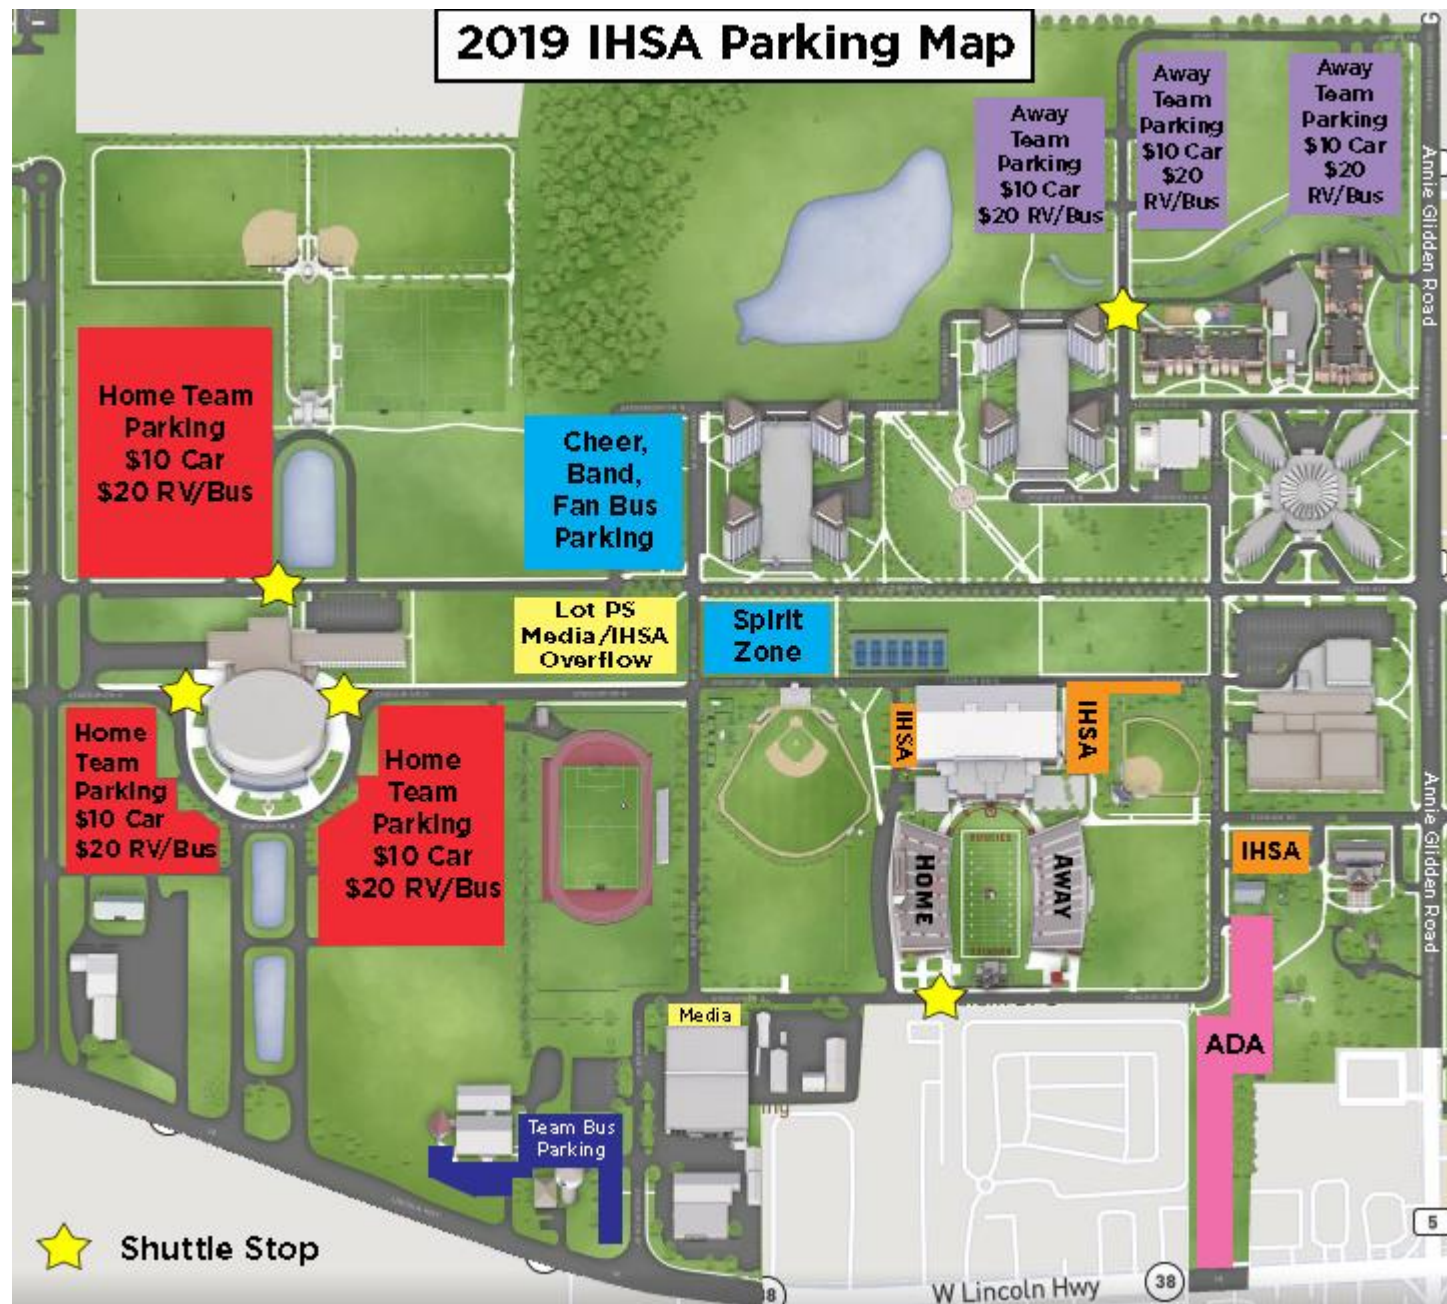 2019 IHSA Parking Map
Away
Team
Parking
$10 Car
$20 RV/Bus
Away
Team
Parking
$10 Car
$20
RV/Bus
Away
Team
Parking
$10 Car
$20
RV/Bus
Annie Glidden Road
Home Team
Parking
$10 Car
$20 RV/Bus
Cheer,
Band,
Fan Bus
Parking
Lot PS
Media/IHSA
Overflow
Spirit
Zone
Home
Team
Parking
$10 Car
$20 RV/Bus
Home
Team
Parking
$10 Car
$20 RV/Bus
IHSA
IHSA
HUSKIES
HOME
AWAY
IHSA
Annie Glidden Road
Media
ADA
Team Bus
Parking
Shuttle Stop
W Lincoln Hwy
38
5